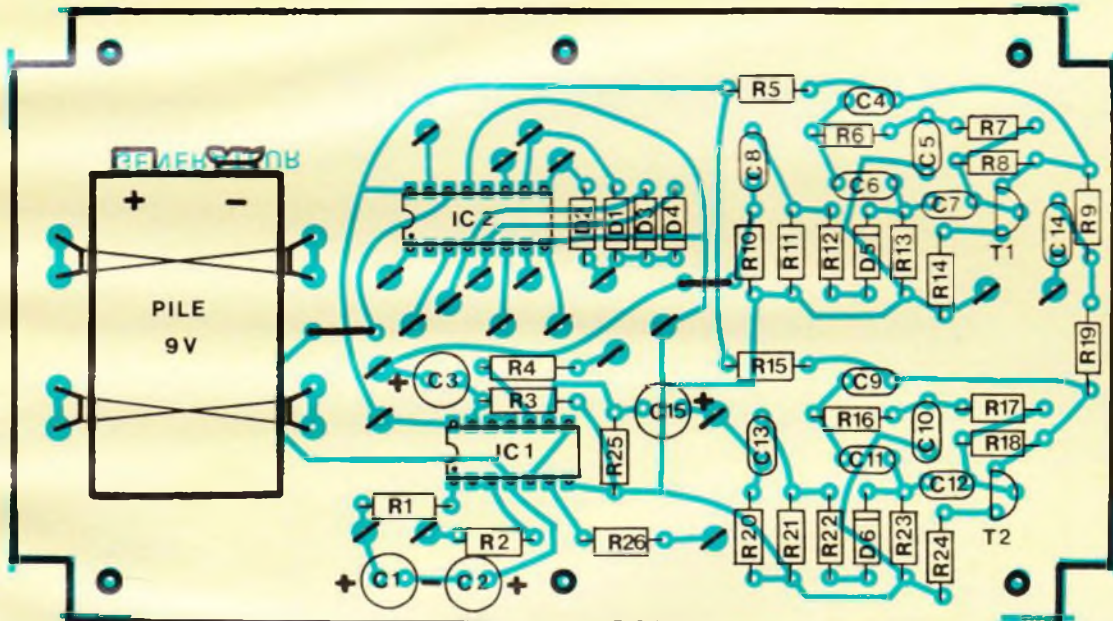 R5
C4
R6
C5
R7
R8
C8
C6
C7
R9
GENERATEUR
+ −
IC 2
D2
D1
D3
D4
R10
R11
R12
D5
R13
R14
T1
C14
PILE
9V
R15
R19
R4
+ C3
R3
C15 +
C9
R16
C10
R17
R18
IC 1
R25
C13
C11
C12
R1
R2
R26
R20
R21
R22
D6
R23
R24
T2
+ C1 − C2 +